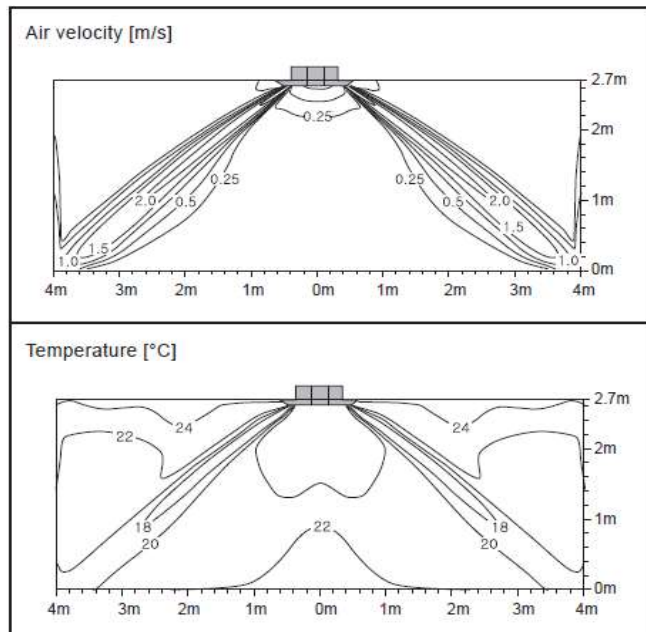 Air velocity [m/s]
2.7m
0.25
2m
0.25 0.25
2.0 0.5 0.5 2.0
1m
1.5 1.5
1.0 1.0
0m
4m 3m 2m 1m 0m 1m 2m 3m 4m
Temperature [°C]
2.7m
24 24
22
2m
18 18
1m
20 22 20
0m
4m 3m 2m 1m 0m 1m 2m 3m 4m